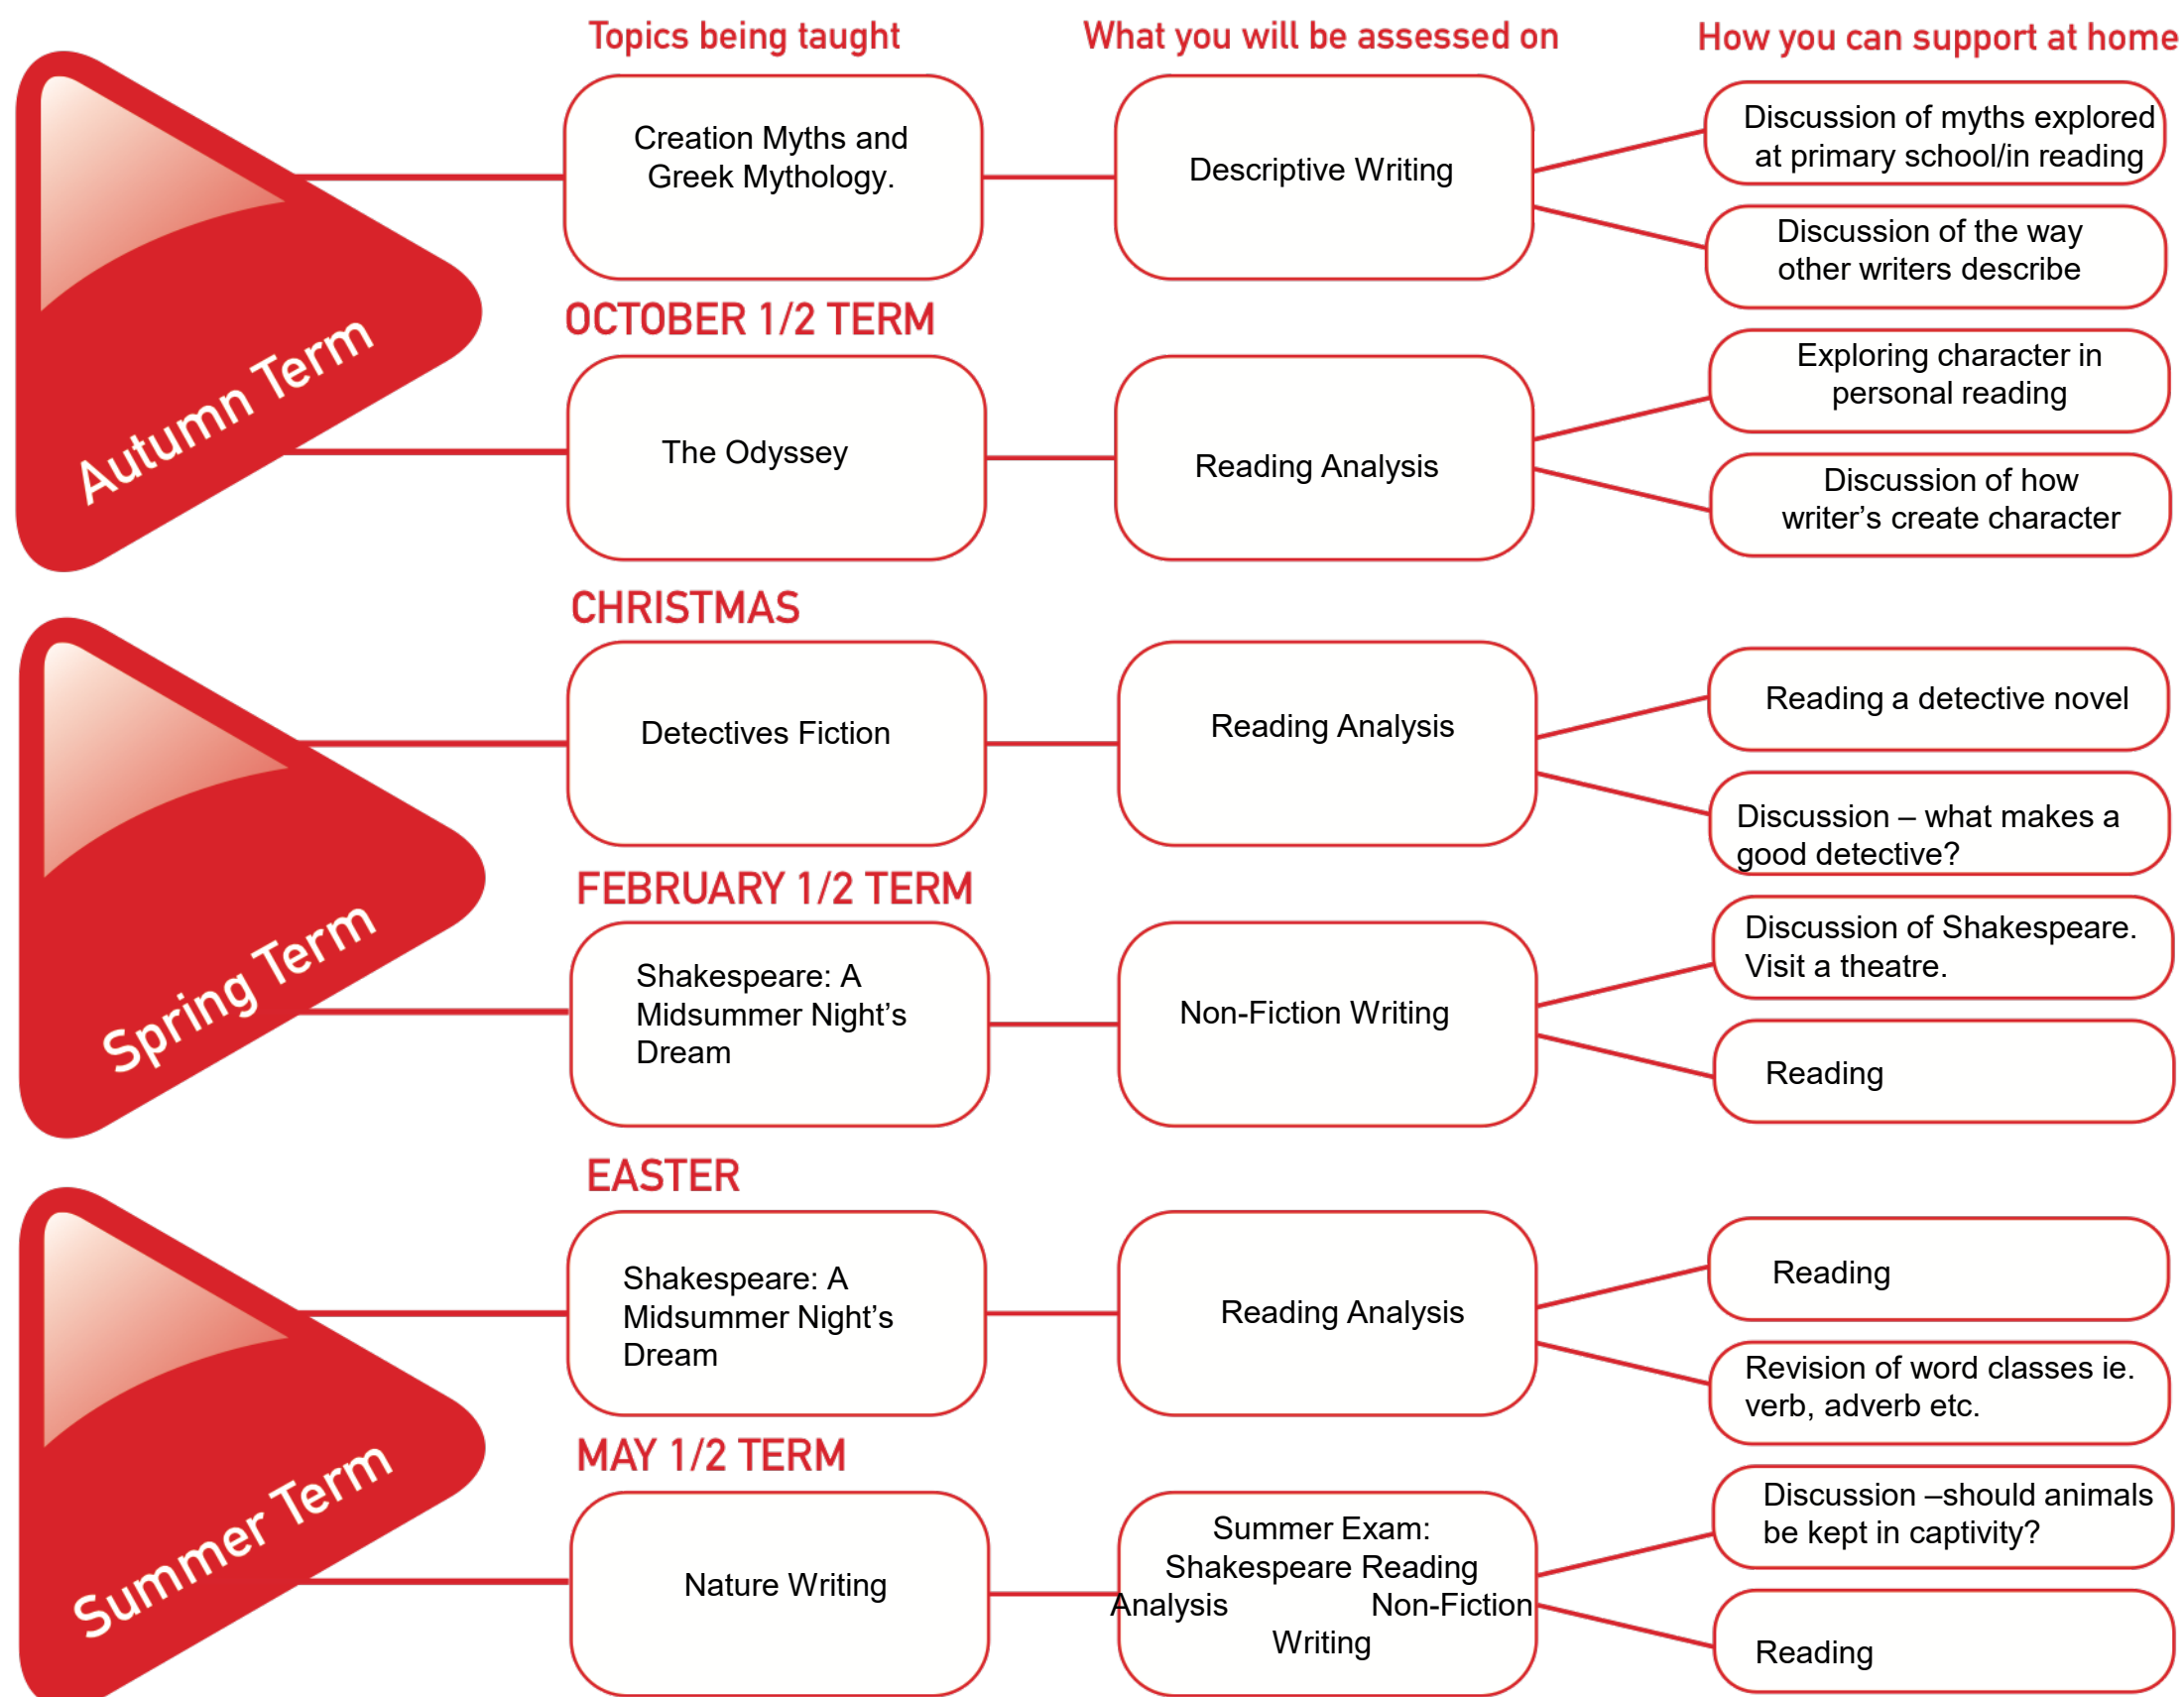 Topics being taught
What you will be assessed on
How you can support at home
Autumn Term
Creation Myths and
Greek Mythology.
Descriptive Writing
Discussion of myths explored
at primary school/in reading
Discussion of the way
other writers describe
OCTOBER 1/2 TERM
The Odyssey
Reading Analysis
Exploring character in
personal reading
Discussion of how
writer’s create character
CHRISTMAS
Spring Term
Detectives Fiction
Reading Analysis
Reading a detective novel
Discussion – what makes a
good detective?
FEBRUARY 1/2 TERM
Shakespeare: A
Midsummer Night’s
Dream
Non-Fiction Writing
Discussion of Shakespeare.
Visit a theatre.
Reading
EASTER
Summer Term
Shakespeare: A
Midsummer Night’s
Dream
Reading Analysis
Reading
Revision of word classes ie.
verb, adverb etc.
MAY 1/2 TERM
Nature Writing
Summer Exam:
Shakespeare Reading
Analysis Non-Fiction
Writing
Discussion –should animals
be kept in captivity?
Reading